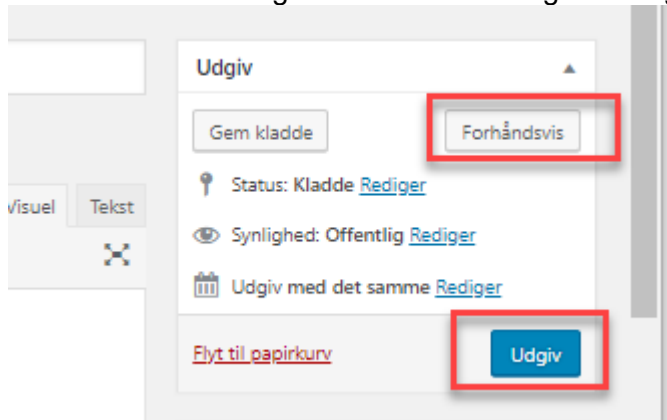 Udgiv
Gem kladde Forhåndsvis
Status: Kladde Rediger
Visuel Tekst
Synlighed: Offentlig Rediger
Udgiv med det samme Rediger
Flyt til papirkurv Udgiv